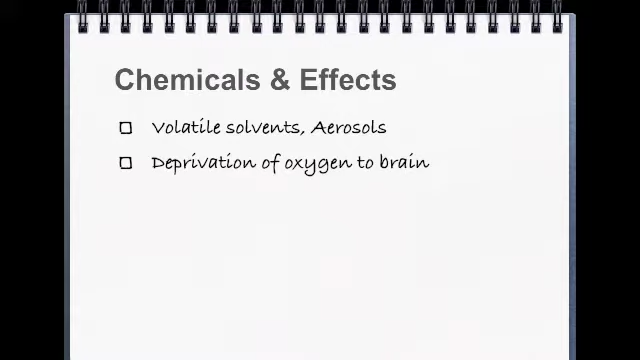 Chemicals & Effects
Volatile solvents, Aerosols
Deprivation of oxygen to brain